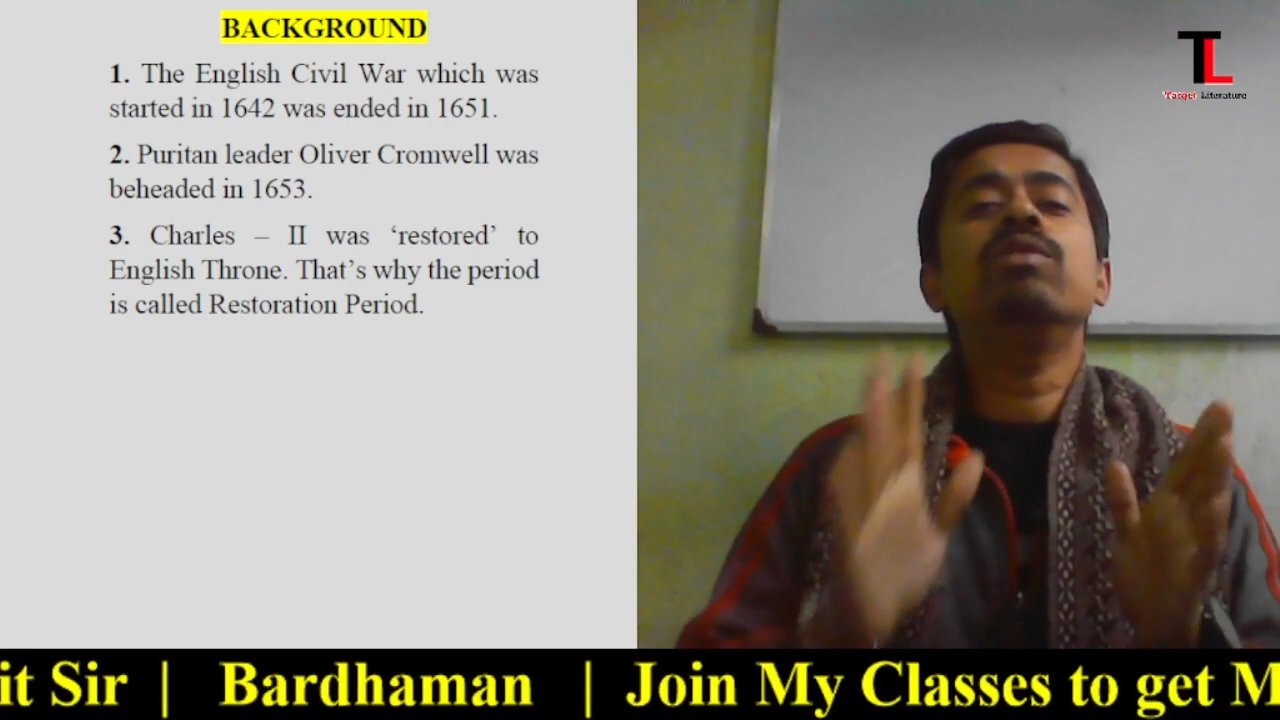 BACKGROUND
1. The English Civil War which was
started in 1642 was ended in 1651.
2. Puritan leader Oliver Cromwell was
beheaded in 1653.
3. Charles – II was ‘restored’ to
English Throne. That’s why the period
is called Restoration Period.
TL
Target Literature
it Sir | Bardhaman | Join My Classes to get M